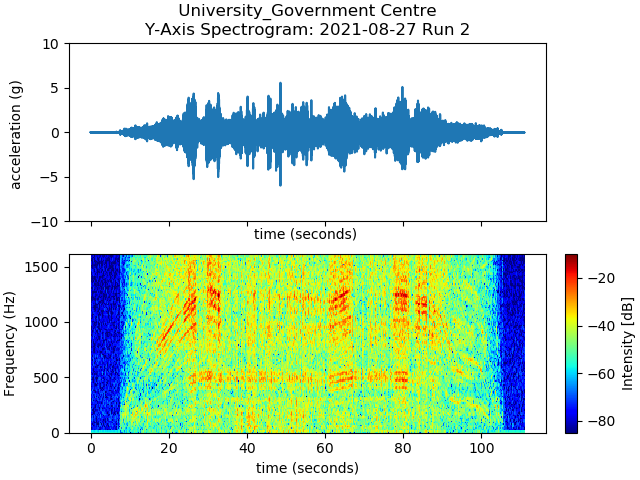 University_Government Centre
Y-Axis Spectrogram: 2021-08-27 Run 2
10
5
0
−5
−10
acceleration (g)
time (seconds)
1500
1000
500
0
Frequency (Hz)
0 20 40 60 80 100
time (seconds)
−20
−40
−60
−80
Intensity [dB]